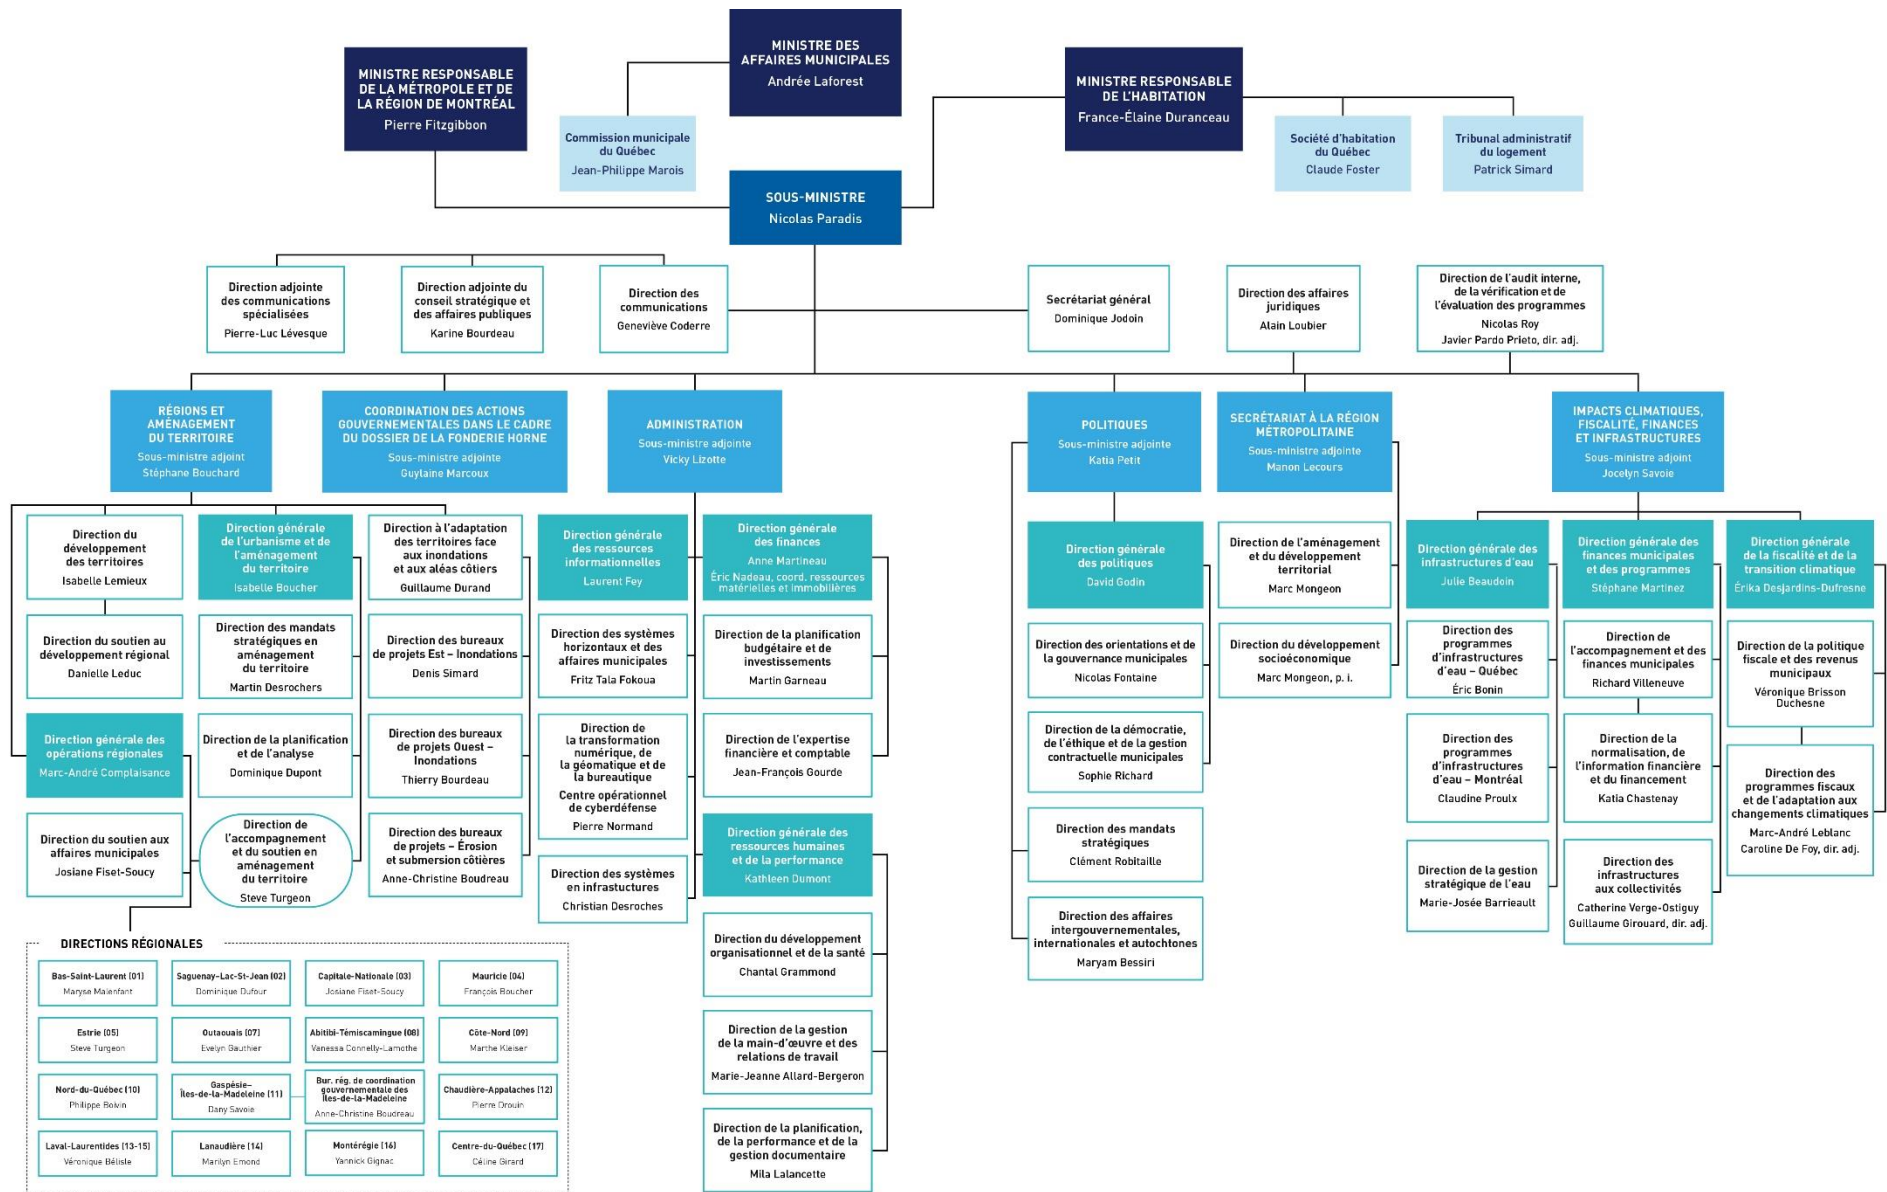 MINISTRE RESPONSABLE
DE LA MÉTROPOLE ET DE
LA RÉGION DE MONTRÉAL
Pierre Fitzgibbon
MINISTRE DES
AFFAIRES MUNICIPALES
Andrée Laforest
MINISTRE RESPONSABLE
DE L'HABITATION
France-Élaine Duranceau
Commission municipale
du Québec
Jean-Philippe Marois
Société d'habitation
du Québec
Claude Foster
Tribunal administratif
du logement
Patrick Simard
SOUS-MINISTRE
Nicolas Paradis
Direction adjointe
des communications
spécialisées
Pierre-Luc Lévesque
Direction adjointe du
conseil stratégique et
des affaires publiques
Karine Bourdeau
Direction des
communications
Geneviève Coderre
Secrétariat général
Dominique Jodoin
Direction des affaires
juridiques
Alain Loubier
Direction de l'audit interne,
de la vérification et de
l'évaluation des programmes
Nicolas Roy
Javier Pardo Prieto, dir. adj.
RÉGIONS ET
AMÉNAGEMENT
DU TERRITOIRE
Sous-ministre adjoint
Stéphane Bouchard
COORDINATION DES ACTIONS
GOUVERNEMENTALES DANS LE CADRE
DU DOSSIER DE LA FONDERIE HORNE
Sous-ministre adjointe
Guylaine Marcoux
ADMINISTRATION
Sous-ministre adjointe
Vicky Lizotte
POLITIQUES
Sous-ministre adjointe
Katia Petit
SECRÉTARIAT À LA RÉGION
MÉTROPOLITAINE
Sous-ministre adjointe
Manon Lecours
IMPACTS CLIMATIQUES,
FISCALITÉ, FINANCES
ET INFRASTRUCTURES
Sous-ministre adjoint
Jocelyn Savoie
Direction du
développement
des territoires
Isabelle Lemieux
Direction du soutien au
développement régional
Danielle Leduc
Direction générale des
opérations régionales
Marc-André Complaisance
Direction du soutien aux
affaires municipales
Josiane Fiset-Soucy
Direction générale
de l'urbanisme et de
l'aménagement
du territoire
Isabelle Boucher
Direction des mandats
stratégiques en
aménagement
du territoire
Martin Desrochers
Direction de la planification
et de l'analyse
Dominique Dupont
Direction de
l'accompagnement
et du soutien en
aménagement
du territoire
Steve Turgeon
Direction à l'adaptation
des territoires face
aux inondations
et aux aléas côtiers
Guillaume Durand
Direction des bureaux
de projets Est – Inondations
Denis Simard
Direction des bureaux
de projets Ouest –
Inondations
Thierry Bourdeau
Direction des bureaux
de projets – Érosion
et submersion côtières
Anne-Christine Boudreau
Direction générale
des ressources
informationnelles
Laurent Fey
Direction des systèmes
horizontaux et des
affaires municipales
Fritz Tala Fokoua
Direction de
la transformation
numérique, de
la géomatique et de
la bureautique
Centre opérationnel
de cyberdéfense
Pierre Normand
Direction des systèmes
en infrastuctures
Christian Desroches
Direction générale
des finances
Anne Martineau
Éric Nadeau, coord. ressources
matérielles et immobilières
Direction de la planification
budgétaire et de
investissements
Martin Garneau
Direction de l'expertise
financière et comptable
Jean-François Gourde
Direction générale des
ressources humaines
et de la performance
Kathleen Dumont
Direction du développement
organisationnel et de la santé
Chantal Grammond
Direction de la gestion
de la main-d'œuvre et des
relations de travail
Marie-Jeanne Allard-Bergeron
Direction de la planification,
de la performance et de la
gestion documentaire
Mila Lalancette
Direction générale
des politiques
David Godin
Direction des orientations et de
la gouvernance municipales
Nicolas Fontaine
Direction de la démocratie,
de l'éthique et de la gestion
contractuelle municipales
Sophie Richard
Direction des mandats
stratégiques
Clément Robitaille
Direction des affaires
intergouvernementales,
internationales et autochtones
Maryam Bessiri
Direction de l'aménagement
et du développement
territorial
Marc Mongeon
Direction du développement
socioéconomique
Marc Mongeon, p. i.
Direction générale des
infrastructures d'eau
Julie Beaudoin
Direction des
programmes
d'infrastructures
d'eau – Québec
Éric Bonin
Direction des
programmes
d'infrastructures
d'eau – Montréal
Claudine Proulx
Direction de la gestion
stratégique de l'eau
Marie-Josée Barrieault
Direction générale des
finances municipales
et des programmes
Stéphane Martinez
Direction de
l'accompagnement et des
finances municipales
Richard Villeneuve
Direction de la
normalisation, de
l'information financière
et du financement
Katia Chastenay
Direction des
infrastructures
aux collectivités
Catherine Verge-Ostiguy
Guillaume Girouard, dir. adj.
Direction générale
de la fiscalité et de la
transition climatique
Érika Desjardins-Dufresne
Direction de la politique
fiscale et des revenus
municipaux
Véronique Brisson
Duchesne
Direction des
programmes fiscaux
et de l'adaptation aux
changements climatiques
Marc-André Leblanc
Caroline De Foy, dir. adj.
DIRECTIONS RÉGIONALES
Bas-Saint-Laurent (01)
Maryse Malenfant
Saguenay–Lac-St-Jean (02)
Dominique Dufour
Capitale-Nationale (03)
Josiane Fiset-Soucy
Mauricie (04)
François Boucher
Estrie (05)
Steve Turgeon
Outaouais (07)
Evelyn Gauthier
Abitibi-Témiscamingue (08)
Vanessa Connelly-Lamothe
Côte-Nord (09)
Marthe Kleiser
Nord-du-Québec (10)
Philippe Boivin
Gaspésie–
Îles-de-la-Madeleine (11)
Dany Savoie
Bur. rég. de coordination
gouvernementale des
Îles-de-la-Madeleine
Anne-Christine Boudreau
Chaudière-Appalaches (12)
Pierre Drouin
Laval-Laurentides (13-15)
Véronique Bélisle
Lanaudière (14)
Marilyn Emond
Montérégie (16)
Yannick Gignac
Centre-du-Québec (17)
Céline Girard